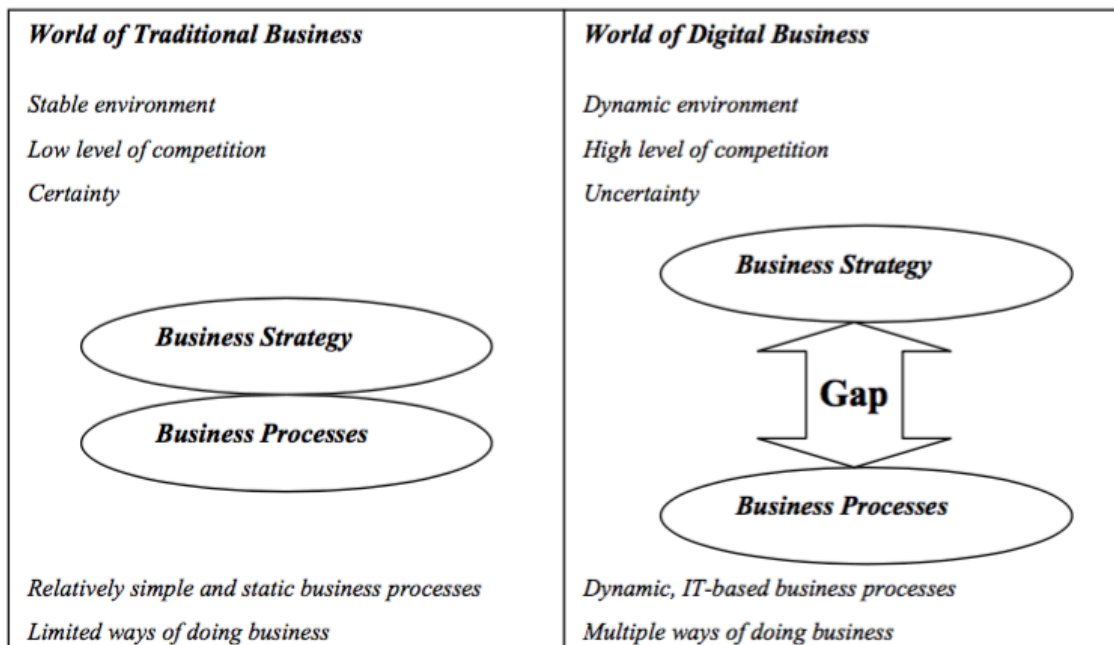 World of Traditional Business
Stable environment
Low level of competition
Certainty
Business Strategy
Business Processes
Relatively simple and static business processes
Limited ways of doing business
World of Digital Business
Dynamic environment
High level of competition
Uncertainty
Business Strategy
Gap
Business Processes
Dynamic, IT-based business processes
Multiple ways of doing business